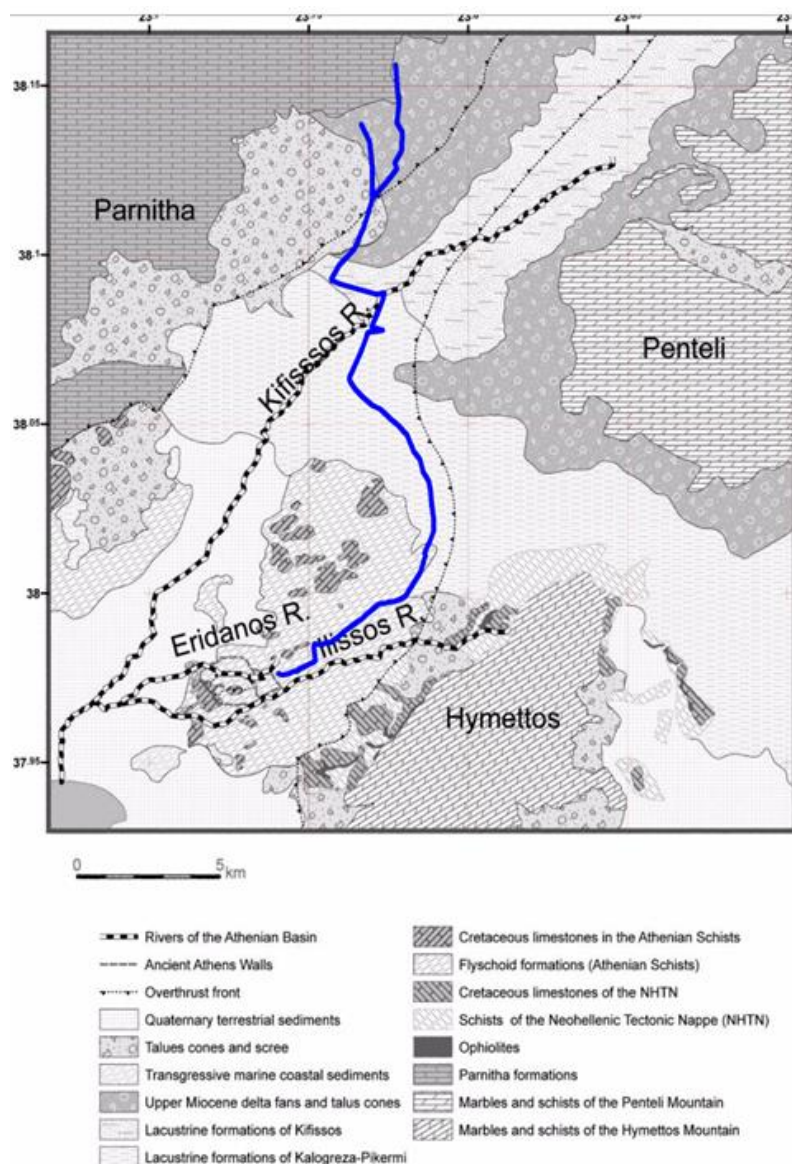 38.15
Parnitha
38.1
Penteli
Kifisssos R.
38.05
38
Eridanos R.
Ilissos R.
Hymettos
37.95
0 5 km
Rivers of the Athenian Basin
Ancient Athens Walls
Overthrust front
Quaternary terrestrial sediments
Talues cones and scree
Transgressive marine coastal sediments
Upper Miocene delta fans and talus cones
Lacustrine formations of Kifissos
Lacustrine formations of Kalogreza-Pikermi
Cretaceous limestones in the Athenian Schists
Flyschoid formations (Athenian Schists)
Cretaceous limestones of the NHTN
Schists of the Neohellenic Tectonic Nappe (NHTN)
Ophiolites
Parnitha formations
Marbles and schists of the Penteli Mountain
Marbles and schists of the Hymettos Mountain